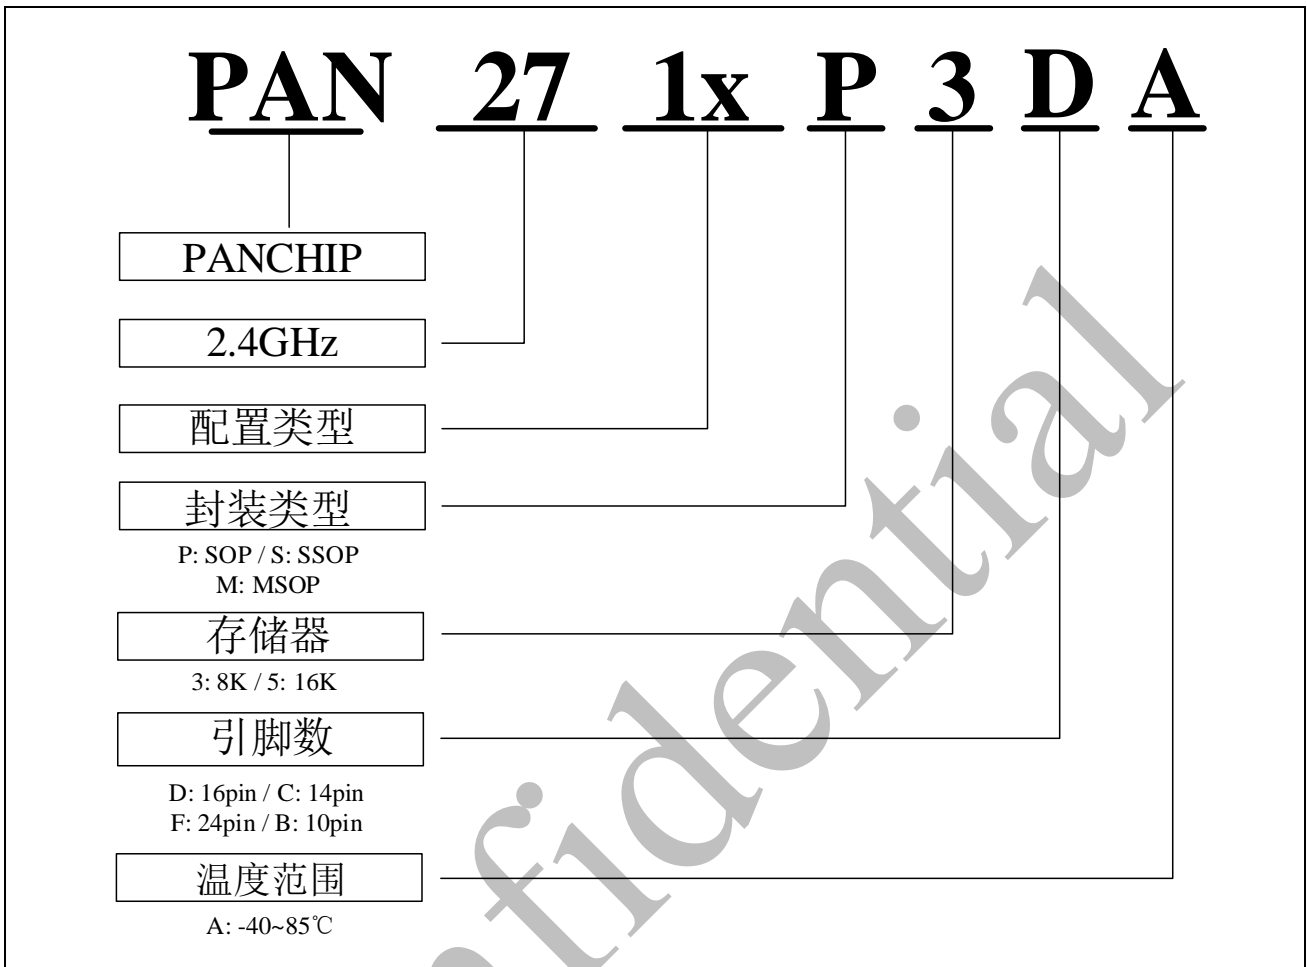 PAN 27 1x P 3 D A
PANCHIP
2.4GHz
配置类型
封装类型
P: SOP / S: SSOP
M: MSOP
存储器
3: 8K / 5: 16K
引脚数
D: 16pin / C: 14pin
F: 24pin / B: 10pin
温度范围
A: -40~85℃
fidential